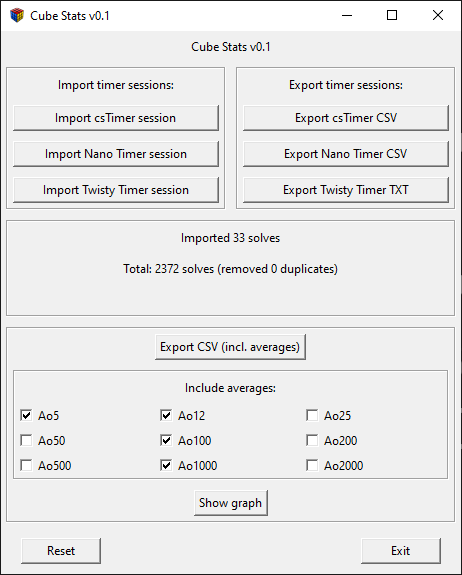 Cube Stats v0.1
Cube Stats v0.1
Import timer sessions:
Import csTimer session
Import Nano Timer session
Import Twisty Timer session
Export timer sessions:
Export csTimer CSV
Export Nano Timer CSV
Export Twisty Timer TXT
Imported 33 solves
Total: 2372 solves (removed 0 duplicates)
Export CSV (incl. averages)
Include averages:
Ao5 Ao12 Ao25
Ao50 Ao100 Ao200
Ao500 Ao1000 Ao2000
Show graph
Reset Exit